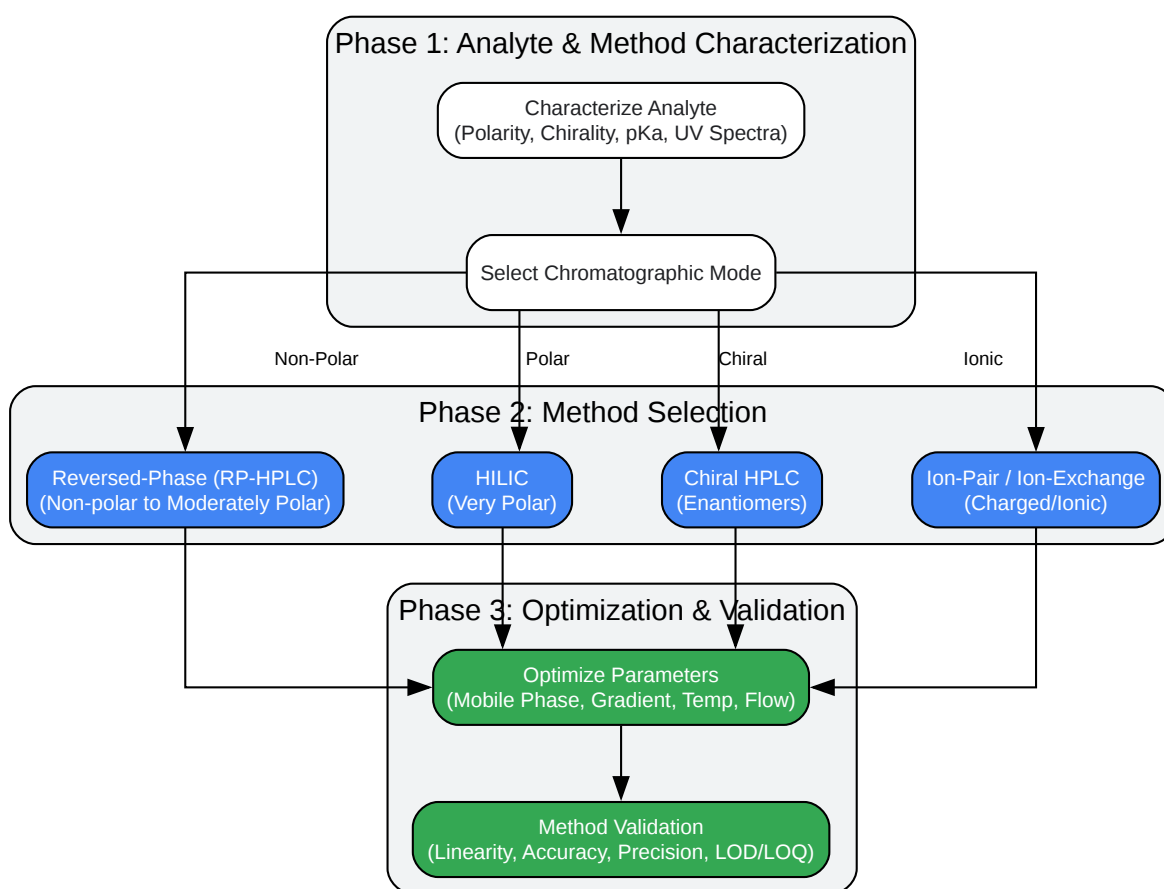 Phase 1: Analyte & Method Characterization
Characterize Analyte
(Polarity, Chirality, pKa, UV Spectra)
Select Chromatographic Mode
Non-Polar
Polar
Chiral
Ionic
Phase 2: Method Selection
Reversed-Phase (RP-HPLC)
(Non-polar to Moderately Polar)
HILIC
(Very Polar)
Chiral HPLC
(Enantiomers)
Ion-Pair / Ion-Exchange
(Charged/Ionic)
Phase 3: Optimization & Validation
Optimize Parameters
(Mobile Phase, Gradient, Temp, Flow)
Method Validation
(Linearity, Accuracy, Precision, LOD/LOQ)